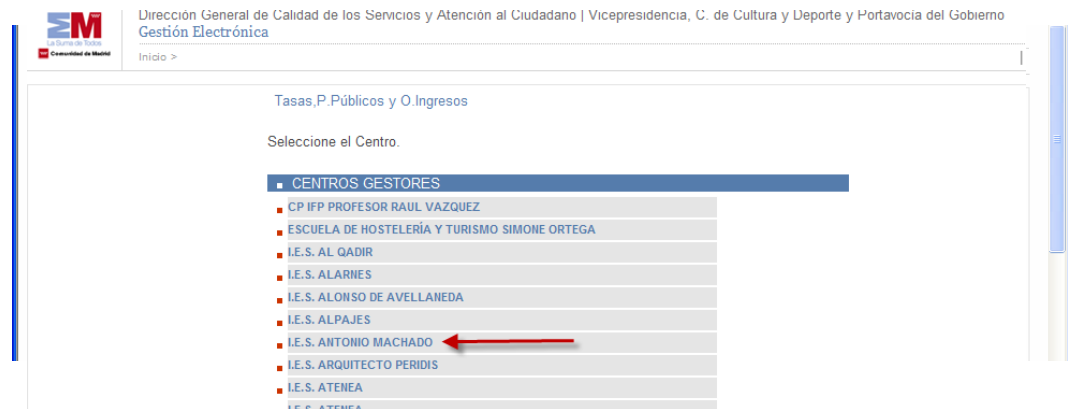 Dirección General de Calidad de los Servicios y Atención al Ciudadano | Vicepresidencia, C. de Cultura y Deporte y Portavocía del Gobierno
Gestión Electrónica
La Suma de Todos
Comunidad de Madrid
Inicio >
Tasas,P.Públicos y O.Ingresos
Seleccione el Centro.
CENTROS GESTORES
CP IFP PROFESOR RAUL VAZQUEZ
ESCUELA DE HOSTELERÍA Y TURISMO SIMONE ORTEGA
I.E.S. AL QADIR
I.E.S. ALARNES
I.E.S. ALONSO DE AVELLANEDA
I.E.S. ALPAJES
I.E.S. ANTONIO MACHADO
I.E.S. ARQUITECTO PERIDIS
I.E.S. ATENEA
I.E.S. ATENEA